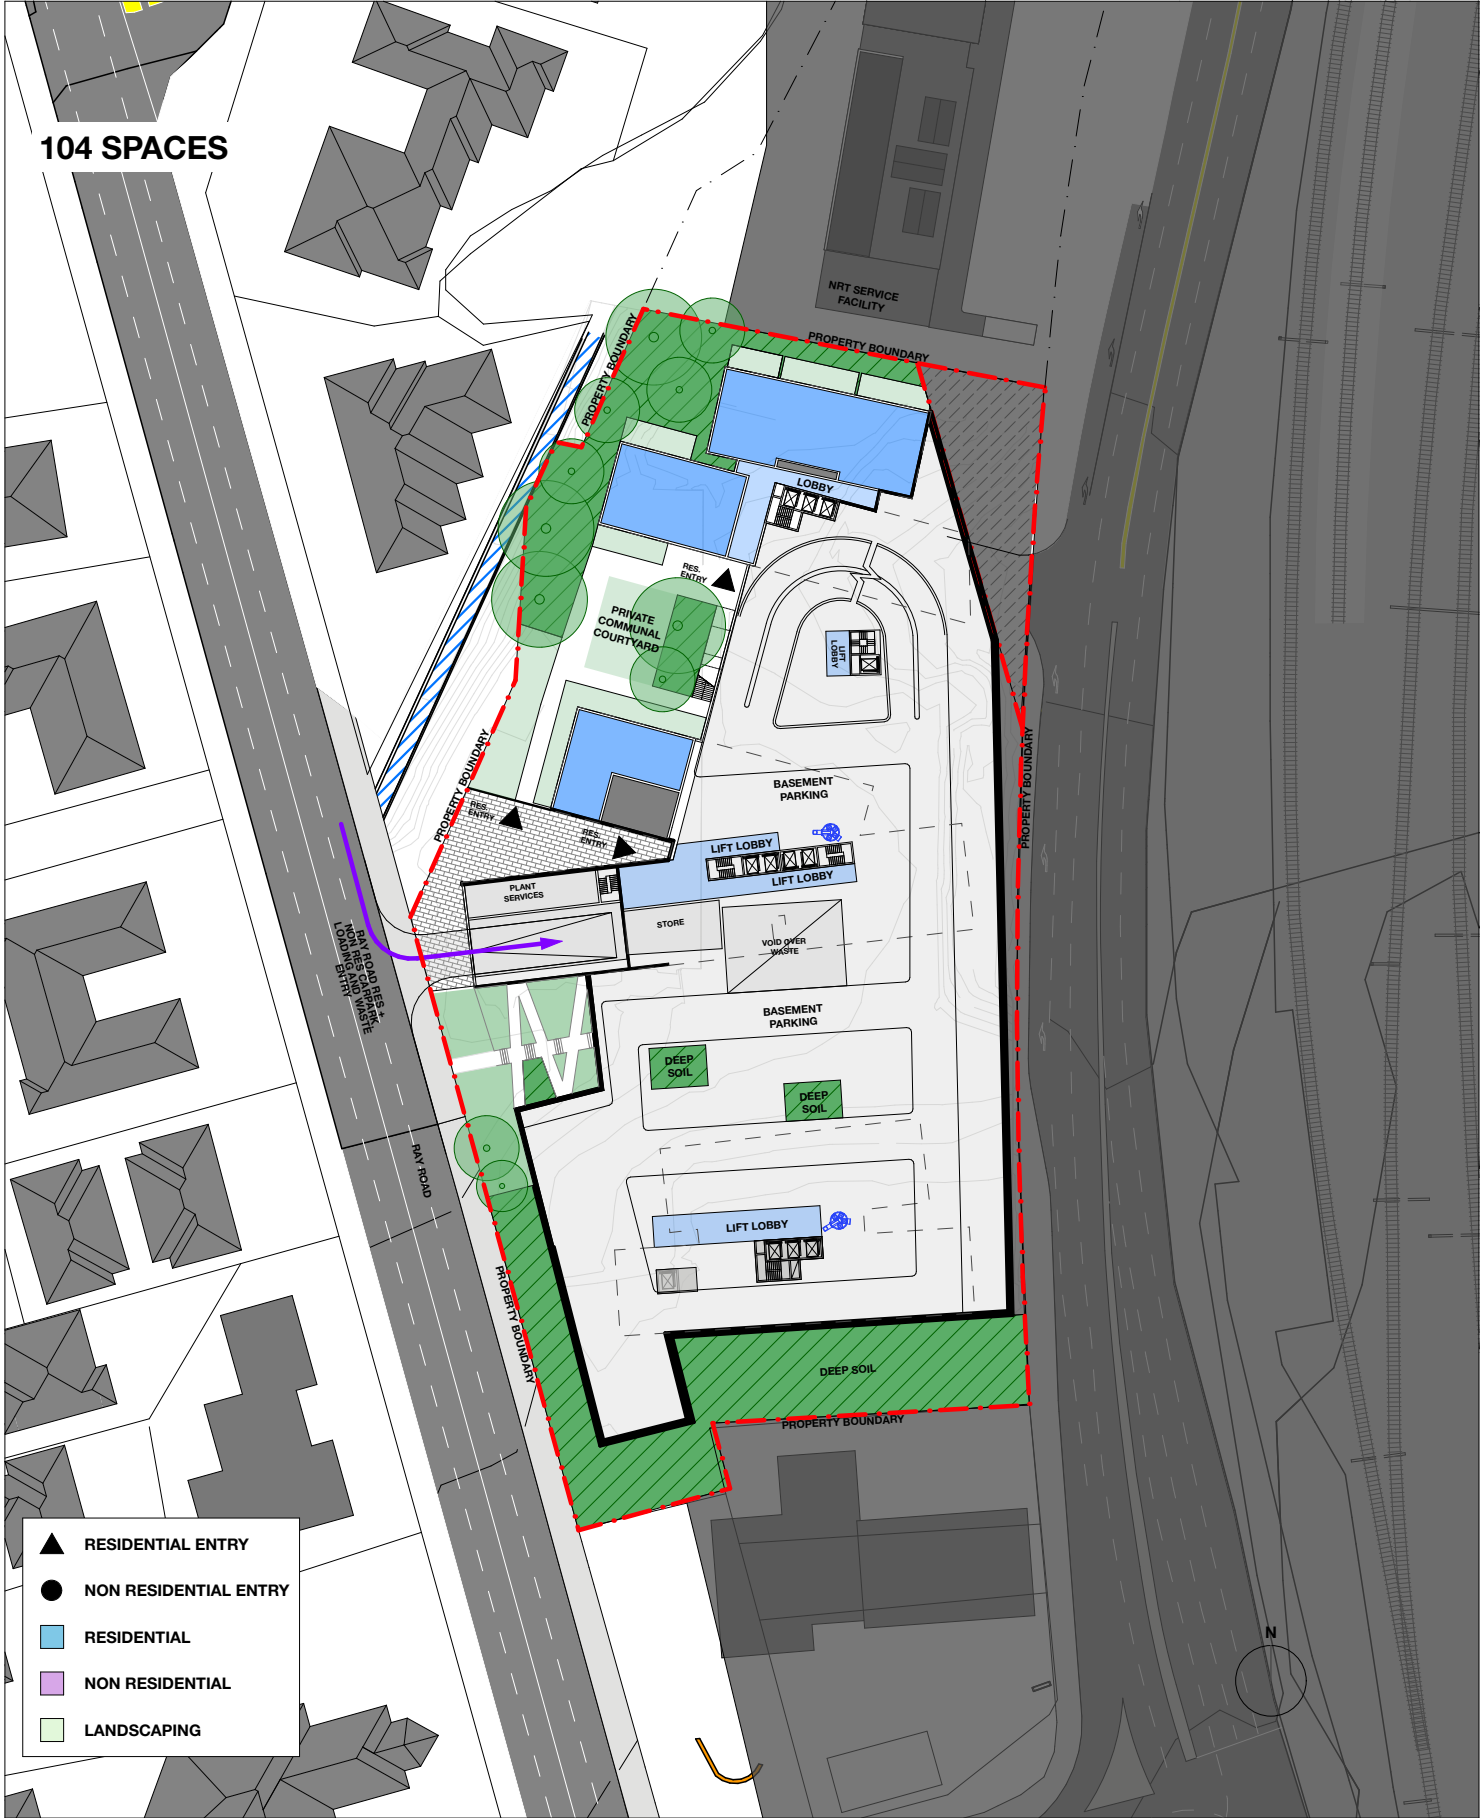 104 SPACES
NRT SERVICE
FACILITY
PROPERTY BOUNDARY
PROPERTY BOUNDARY
LOBBY
RES.
ENTRY
PRIVATE
COMMUNAL
COURTYARD
LIFT
LOBBY
PROPERTY BOUNDARY
PROPERTY BOUNDARY
BASEMENT
PARKING
RES.
ENTRY
RES.
ENTRY
LIFT LOBBY
LIFT LOBBY
PLANT
SERVICES
STORE
VOID OVER
WASTE
RAY ROAD RES +
NON RES CARPARK
LOADING AND WASTE
ENTRY
BASEMENT
PARKING
DEEP
SOIL
DEEP
SOIL
RAY ROAD
LIFT LOBBY
PROPERTY BOUNDARY
DEEP SOIL
PROPERTY BOUNDARY
RESIDENTIAL ENTRY
NON RESIDENTIAL ENTRY
RESIDENTIAL
NON RESIDENTIAL
LANDSCAPING
N